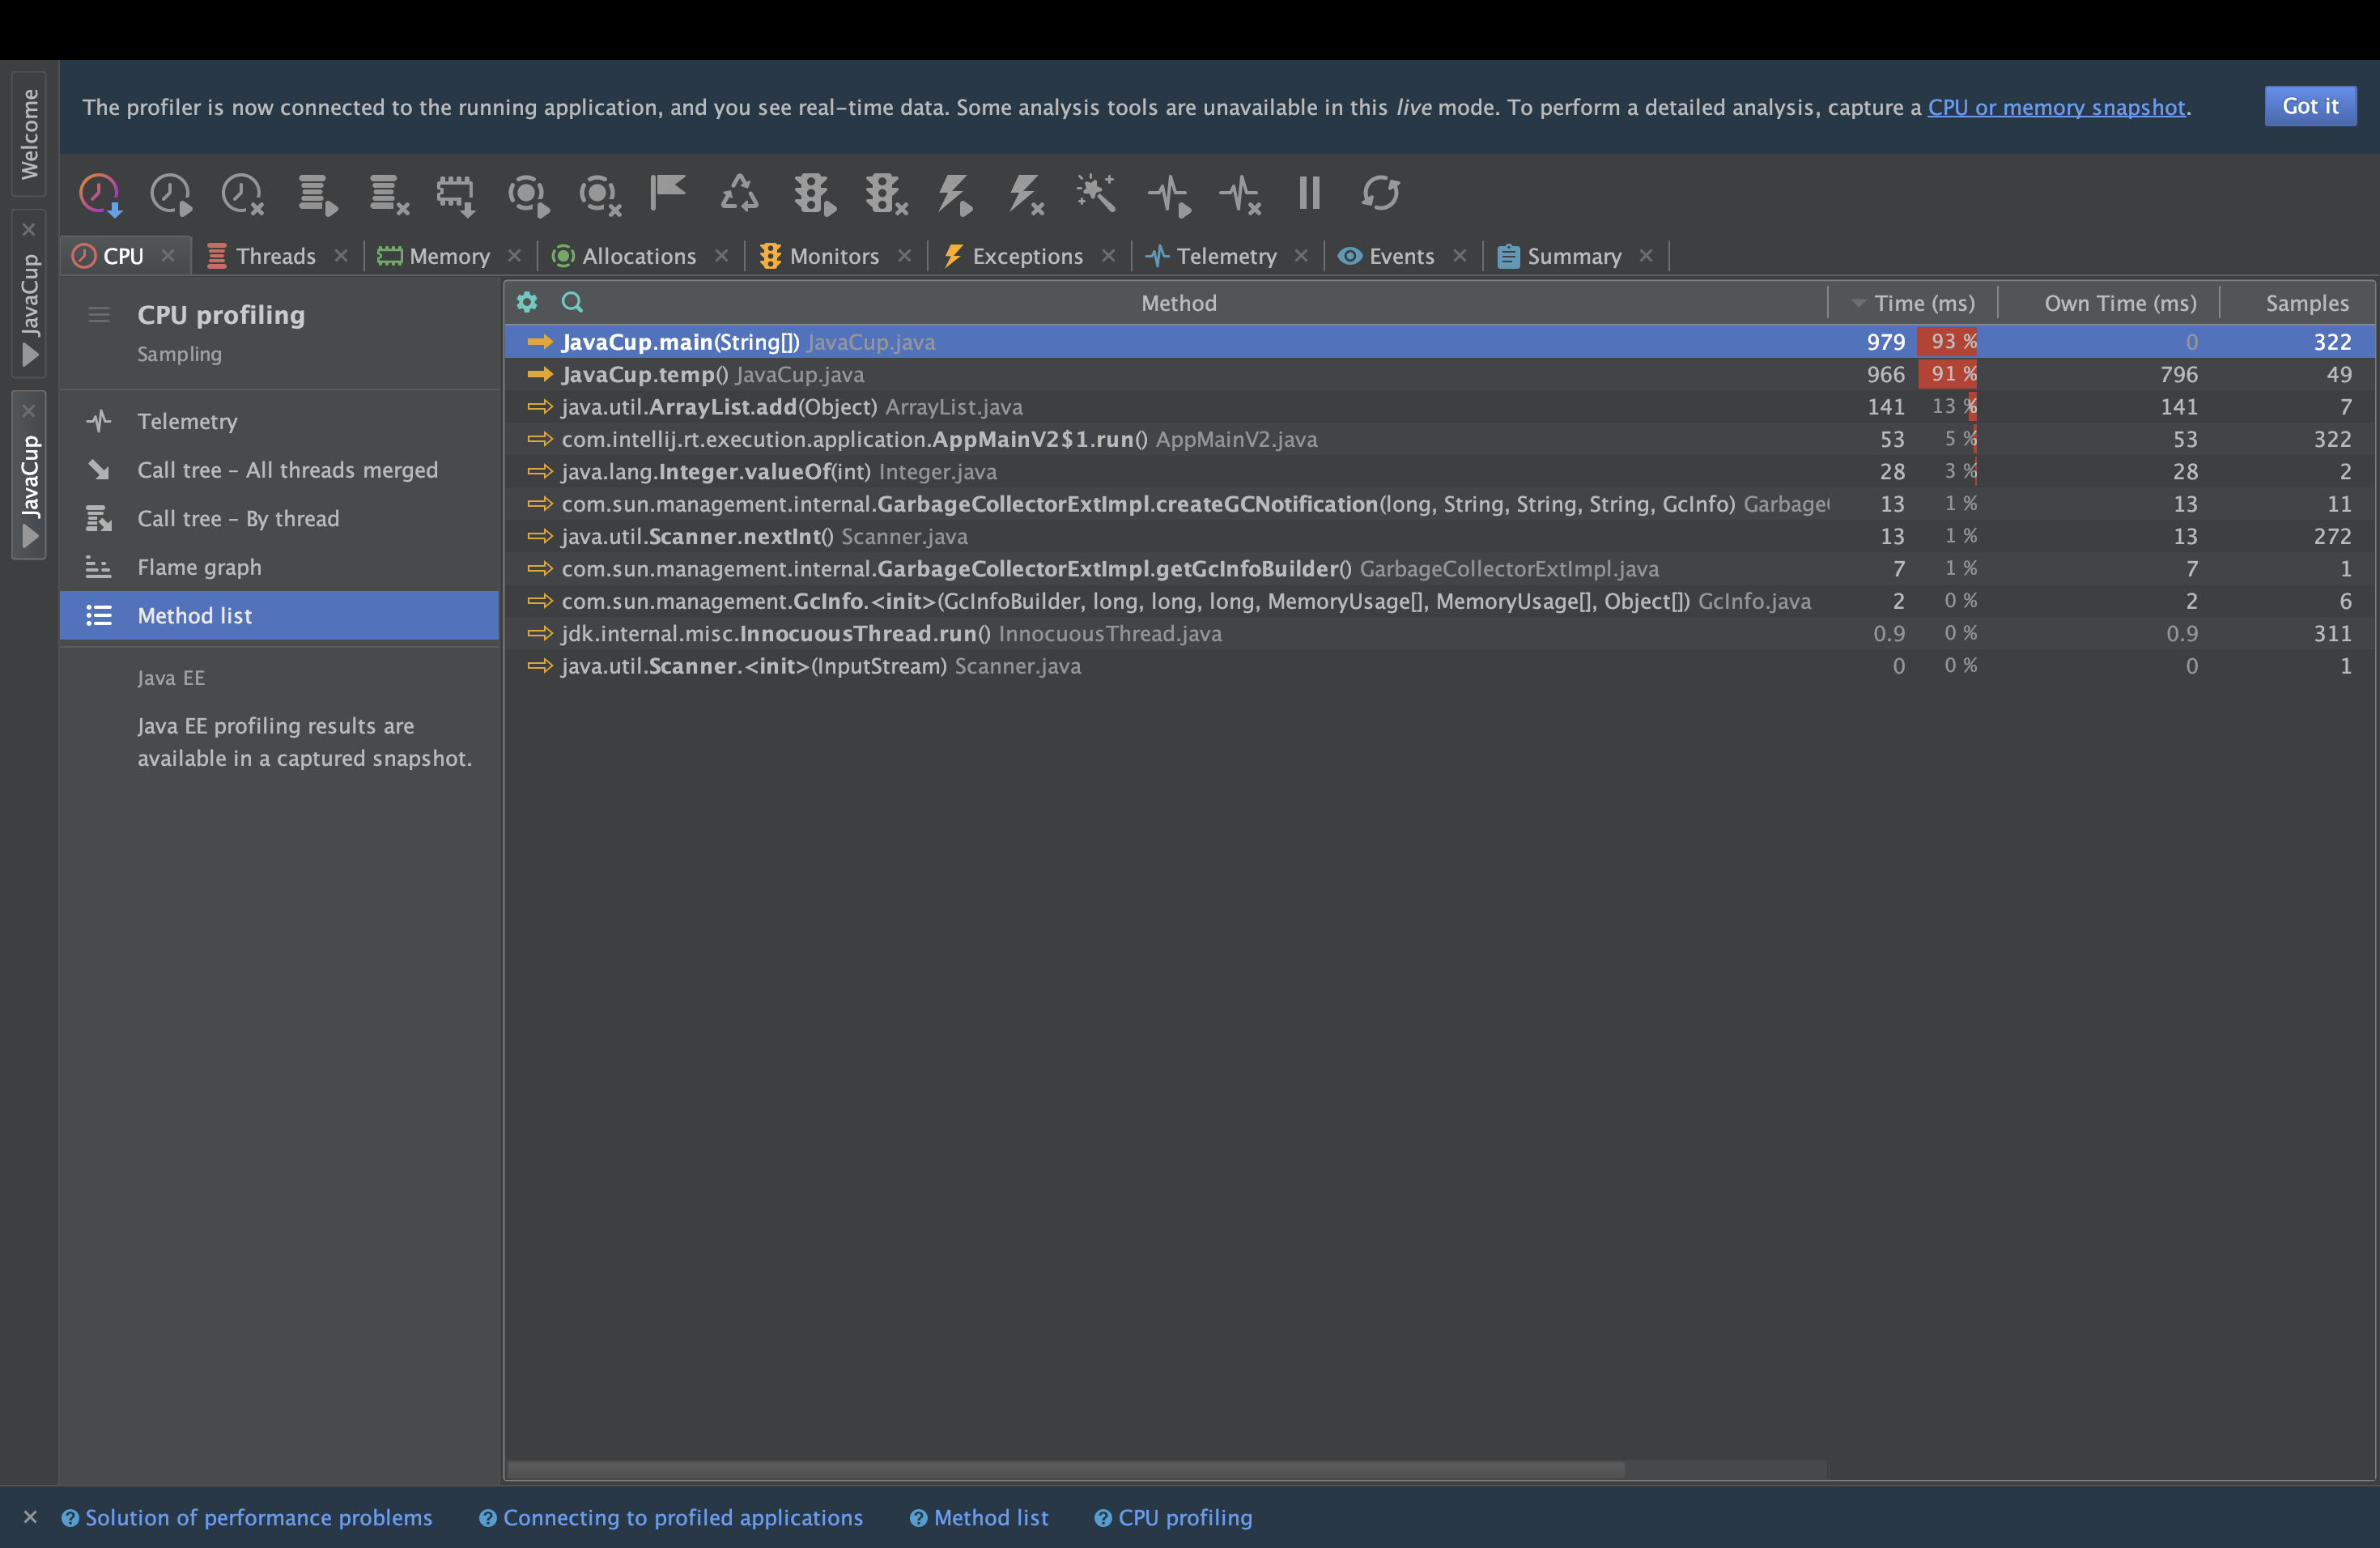 The profiler is now connected to the running application, and you see real-time data. Some analysis tools are unavailable in this live mode. To perform a detailed analysis, capture a CPU or memory snapshot.
Got it
Welcome
JavaCup
JavaCup
CPU
Threads
Memory
Allocations
Monitors
Exceptions
Telemetry
Events
Summary
CPU profiling
Sampling
Telemetry
Call tree – All threads merged
Call tree – By thread
Flame graph
Method list
Java EE
Java EE profiling results are
available in a captured snapshot.
Method Time (ms) Own Time (ms) Samples
JavaCup.main(String[]) JavaCup.java 979 93 % 0 322
JavaCup.temp() JavaCup.java 966 91 % 796 49
java.util.ArrayList.add(Object) ArrayList.java 141 13 % 141 7
com.intellij.rt.execution.application.AppMainV2$1.run() AppMainV2.java 53 5 % 53 322
java.lang.Integer.valueOf(int) Integer.java 28 3 % 28 2
com.sun.management.internal.GarbageCollectorExtImpl.createGCNotification(long, String, String, String, GcInfo) Garbage 13 1 % 13 11
java.util.Scanner.nextInt() Scanner.java 13 1 % 13 272
com.sun.management.internal.GarbageCollectorExtImpl.getGcInfoBuilder() GarbageCollectorExtImpl.java 7 1 % 7 1
com.sun.management.GcInfo.<init>(GcInfoBuilder, long, long, long, MemoryUsage[], MemoryUsage[], Object[]) GcInfo.java 2 0 % 2 6
jdk.internal.misc.InnocuousThread.run() InnocuousThread.java 0.9 0 % 0.9 311
java.util.Scanner.<init>(InputStream) Scanner.java 0 0 % 0 1
Solution of performance problems
Connecting to profiled applications
Method list
CPU profiling